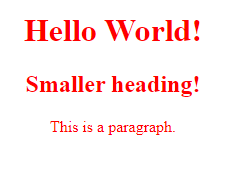 Hello World!
Smaller heading!
This is a paragraph.